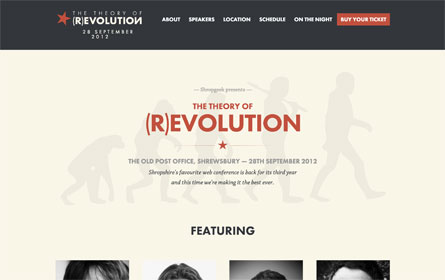 THE THEORY OF
(R)EVOLUTION
28 SEPTEMBER
2012
ABOUT SPEAKERS LOCATION SCHEDULE ON THE NIGHT BUY YOUR TICKET
— Shropgeek presents —
THE THEORY OF
(R)EVOLUTION
THE OLD POST OFFICE, SHREWSBURY — 28TH SEPTEMBER 2012
Shropshire's favourite web conference is back for its third year
and this time we're making it the best ever.
FEATURING